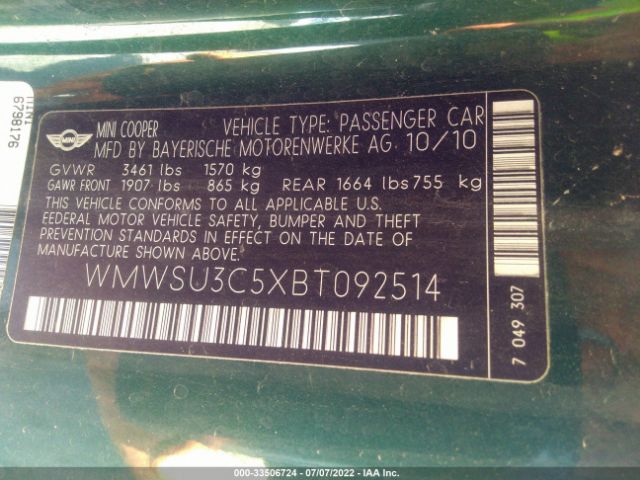 MINI
6798176
MINI
MINI COOPER VEHICLE TYPE: PASSENGER CAR
MFD BY BAYERISCHE MOTORENWERKE AG 10/10
GVWR 3461 lbs 1570 kg
GAWR FRONT 1907 lbs 865 kg REAR 1664 lbs 755 kg
THIS VEHICLE CONFORMS TO ALL APPLICABLE U.S.
FEDERAL MOTOR VEHICLE SAFETY, BUMPER AND THEFT
PREVENTION STANDARDS IN EFFECT ON THE DATE OF
MANUFACTURE SHOWN ABOVE.
WMWSU3C5XBT092514
7 049 307
000-33506724 - 07/07/2022 - IAA Inc.